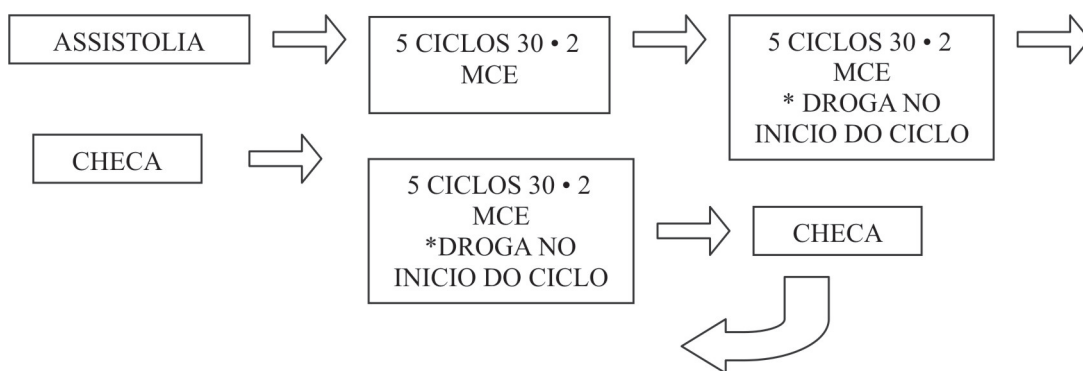 ASSISTOLIA
5 CICLOS 30 • 2
MCE
5 CICLOS 30 • 2
MCE
* DROGA NO
INICIO DO CICLO
CHECA
5 CICLOS 30 • 2
MCE
*DROGA NO
INICIO DO CICLO
CHECA